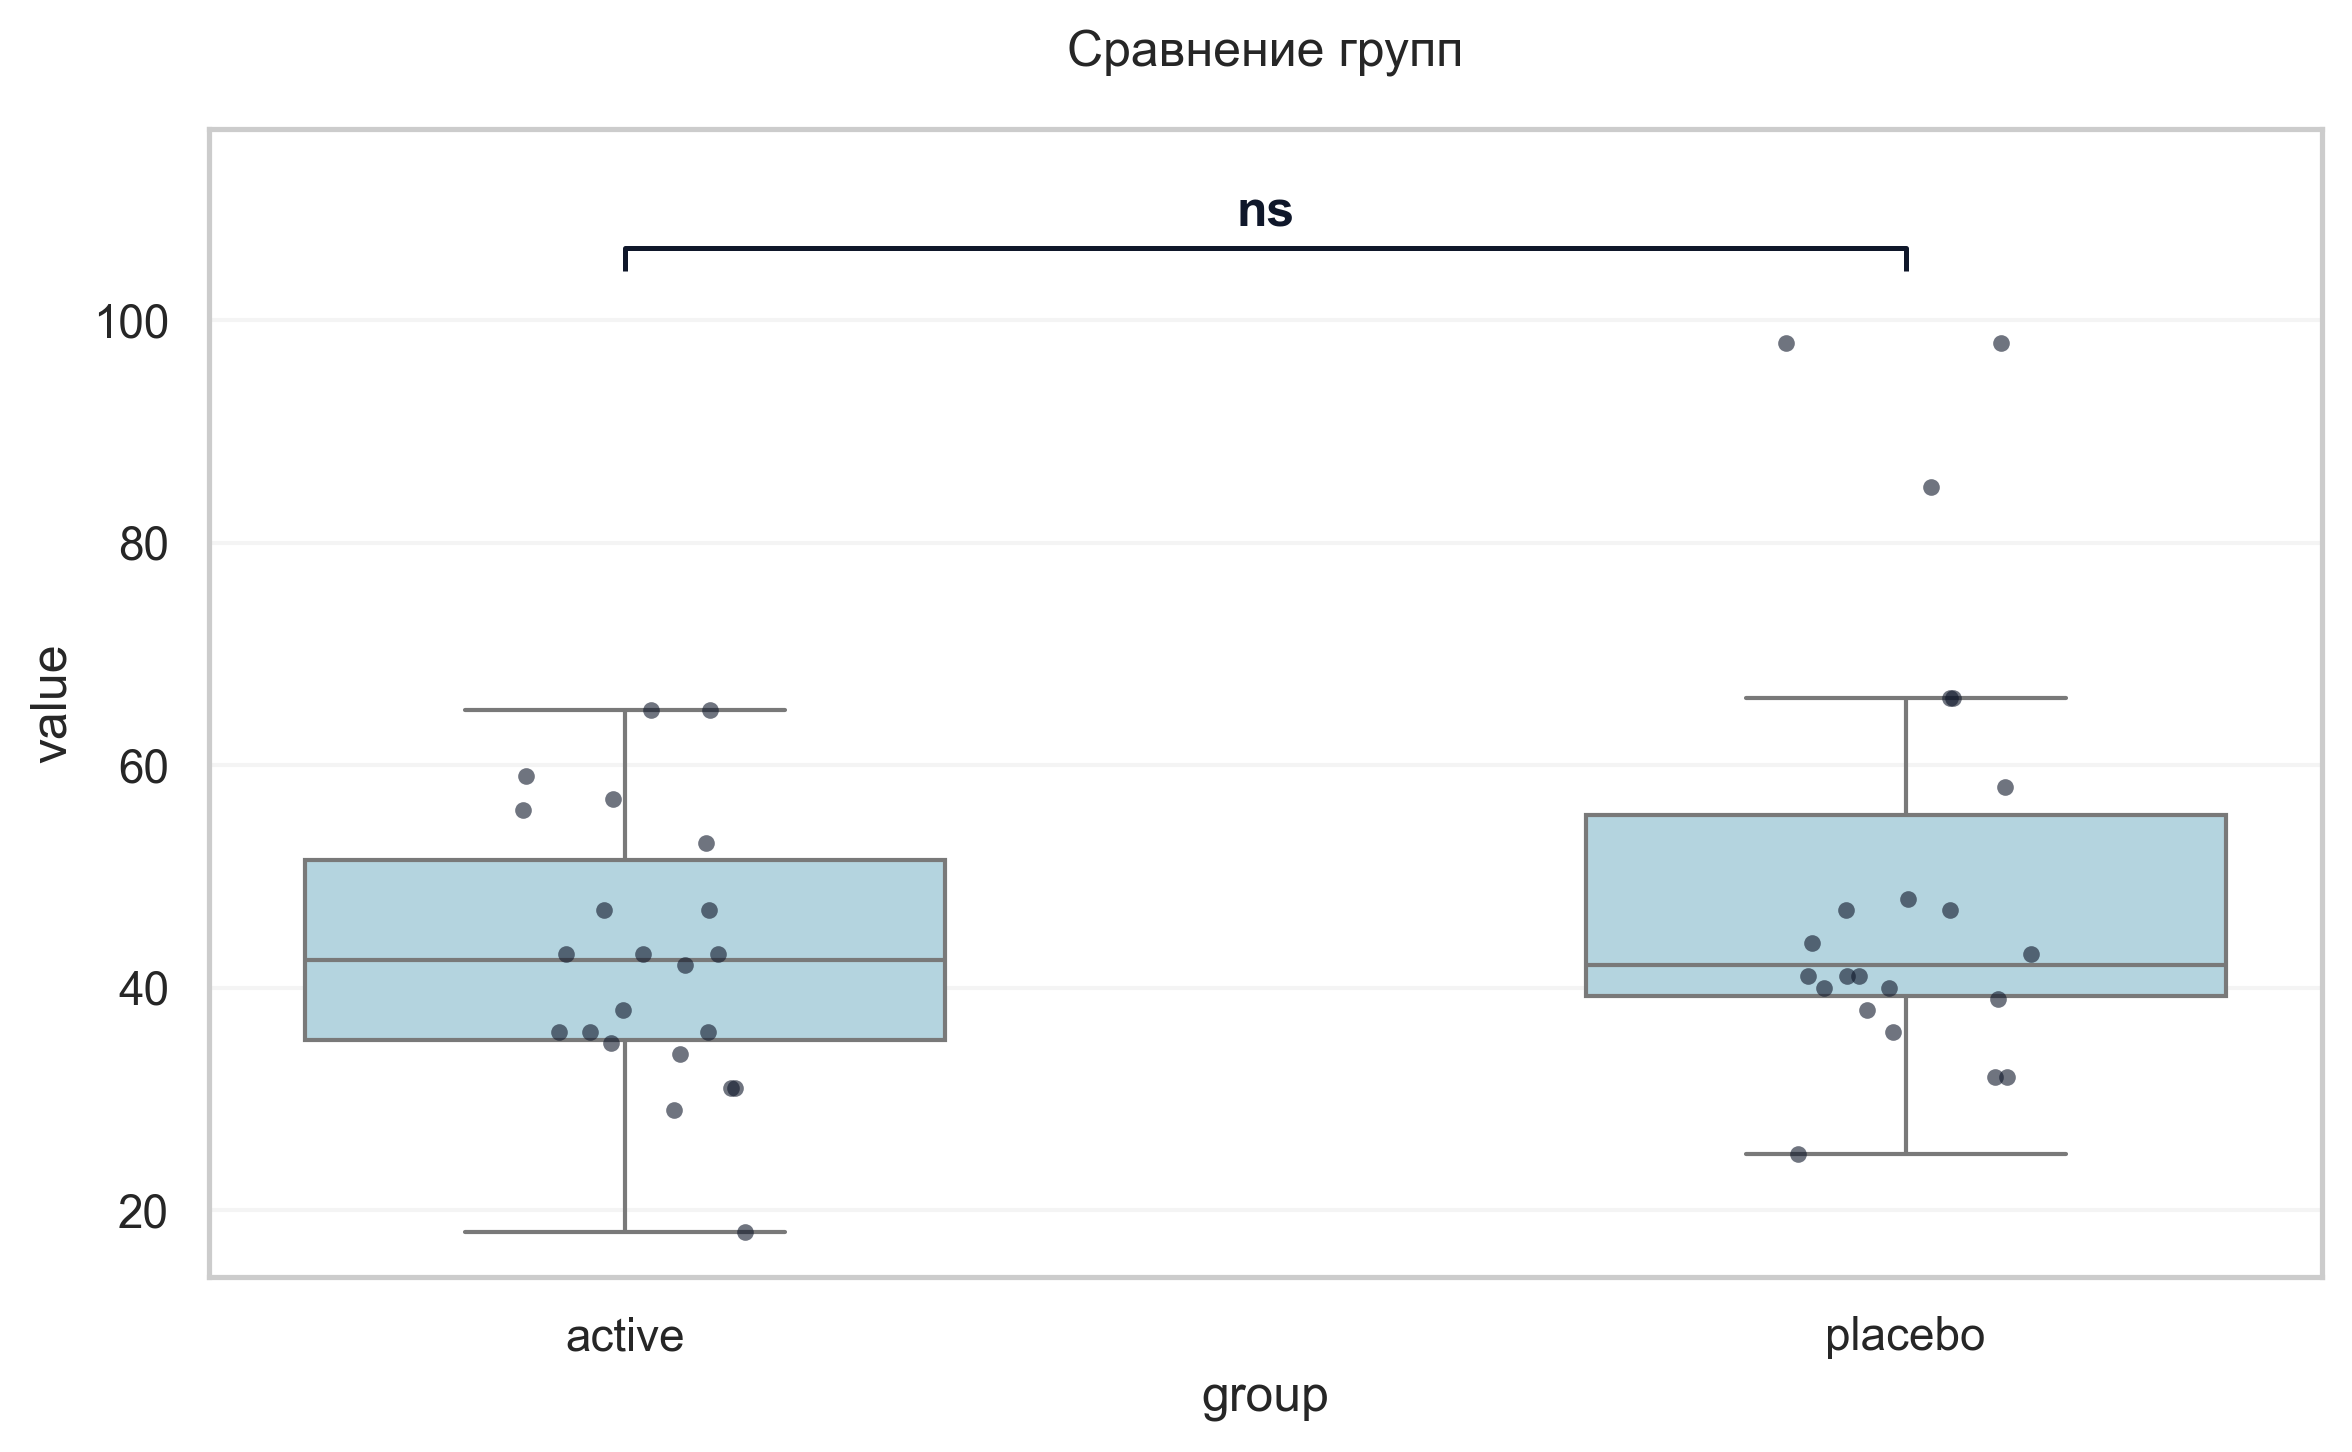 Сравнение групп
ns
100
80
60
40
20
value
active
placebo
group